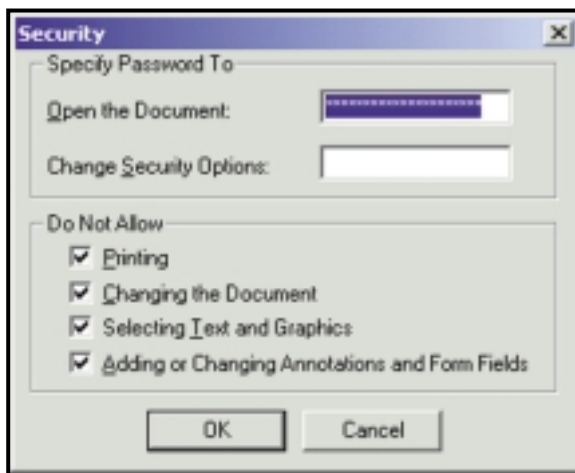 Security
Specify Password To
Open the Document: ********************
Change Security Options:
Do Not Allow
Printing
Changing the Document
Selecting Text and Graphics
Adding or Changing Annotations and Form Fields
OK Cancel